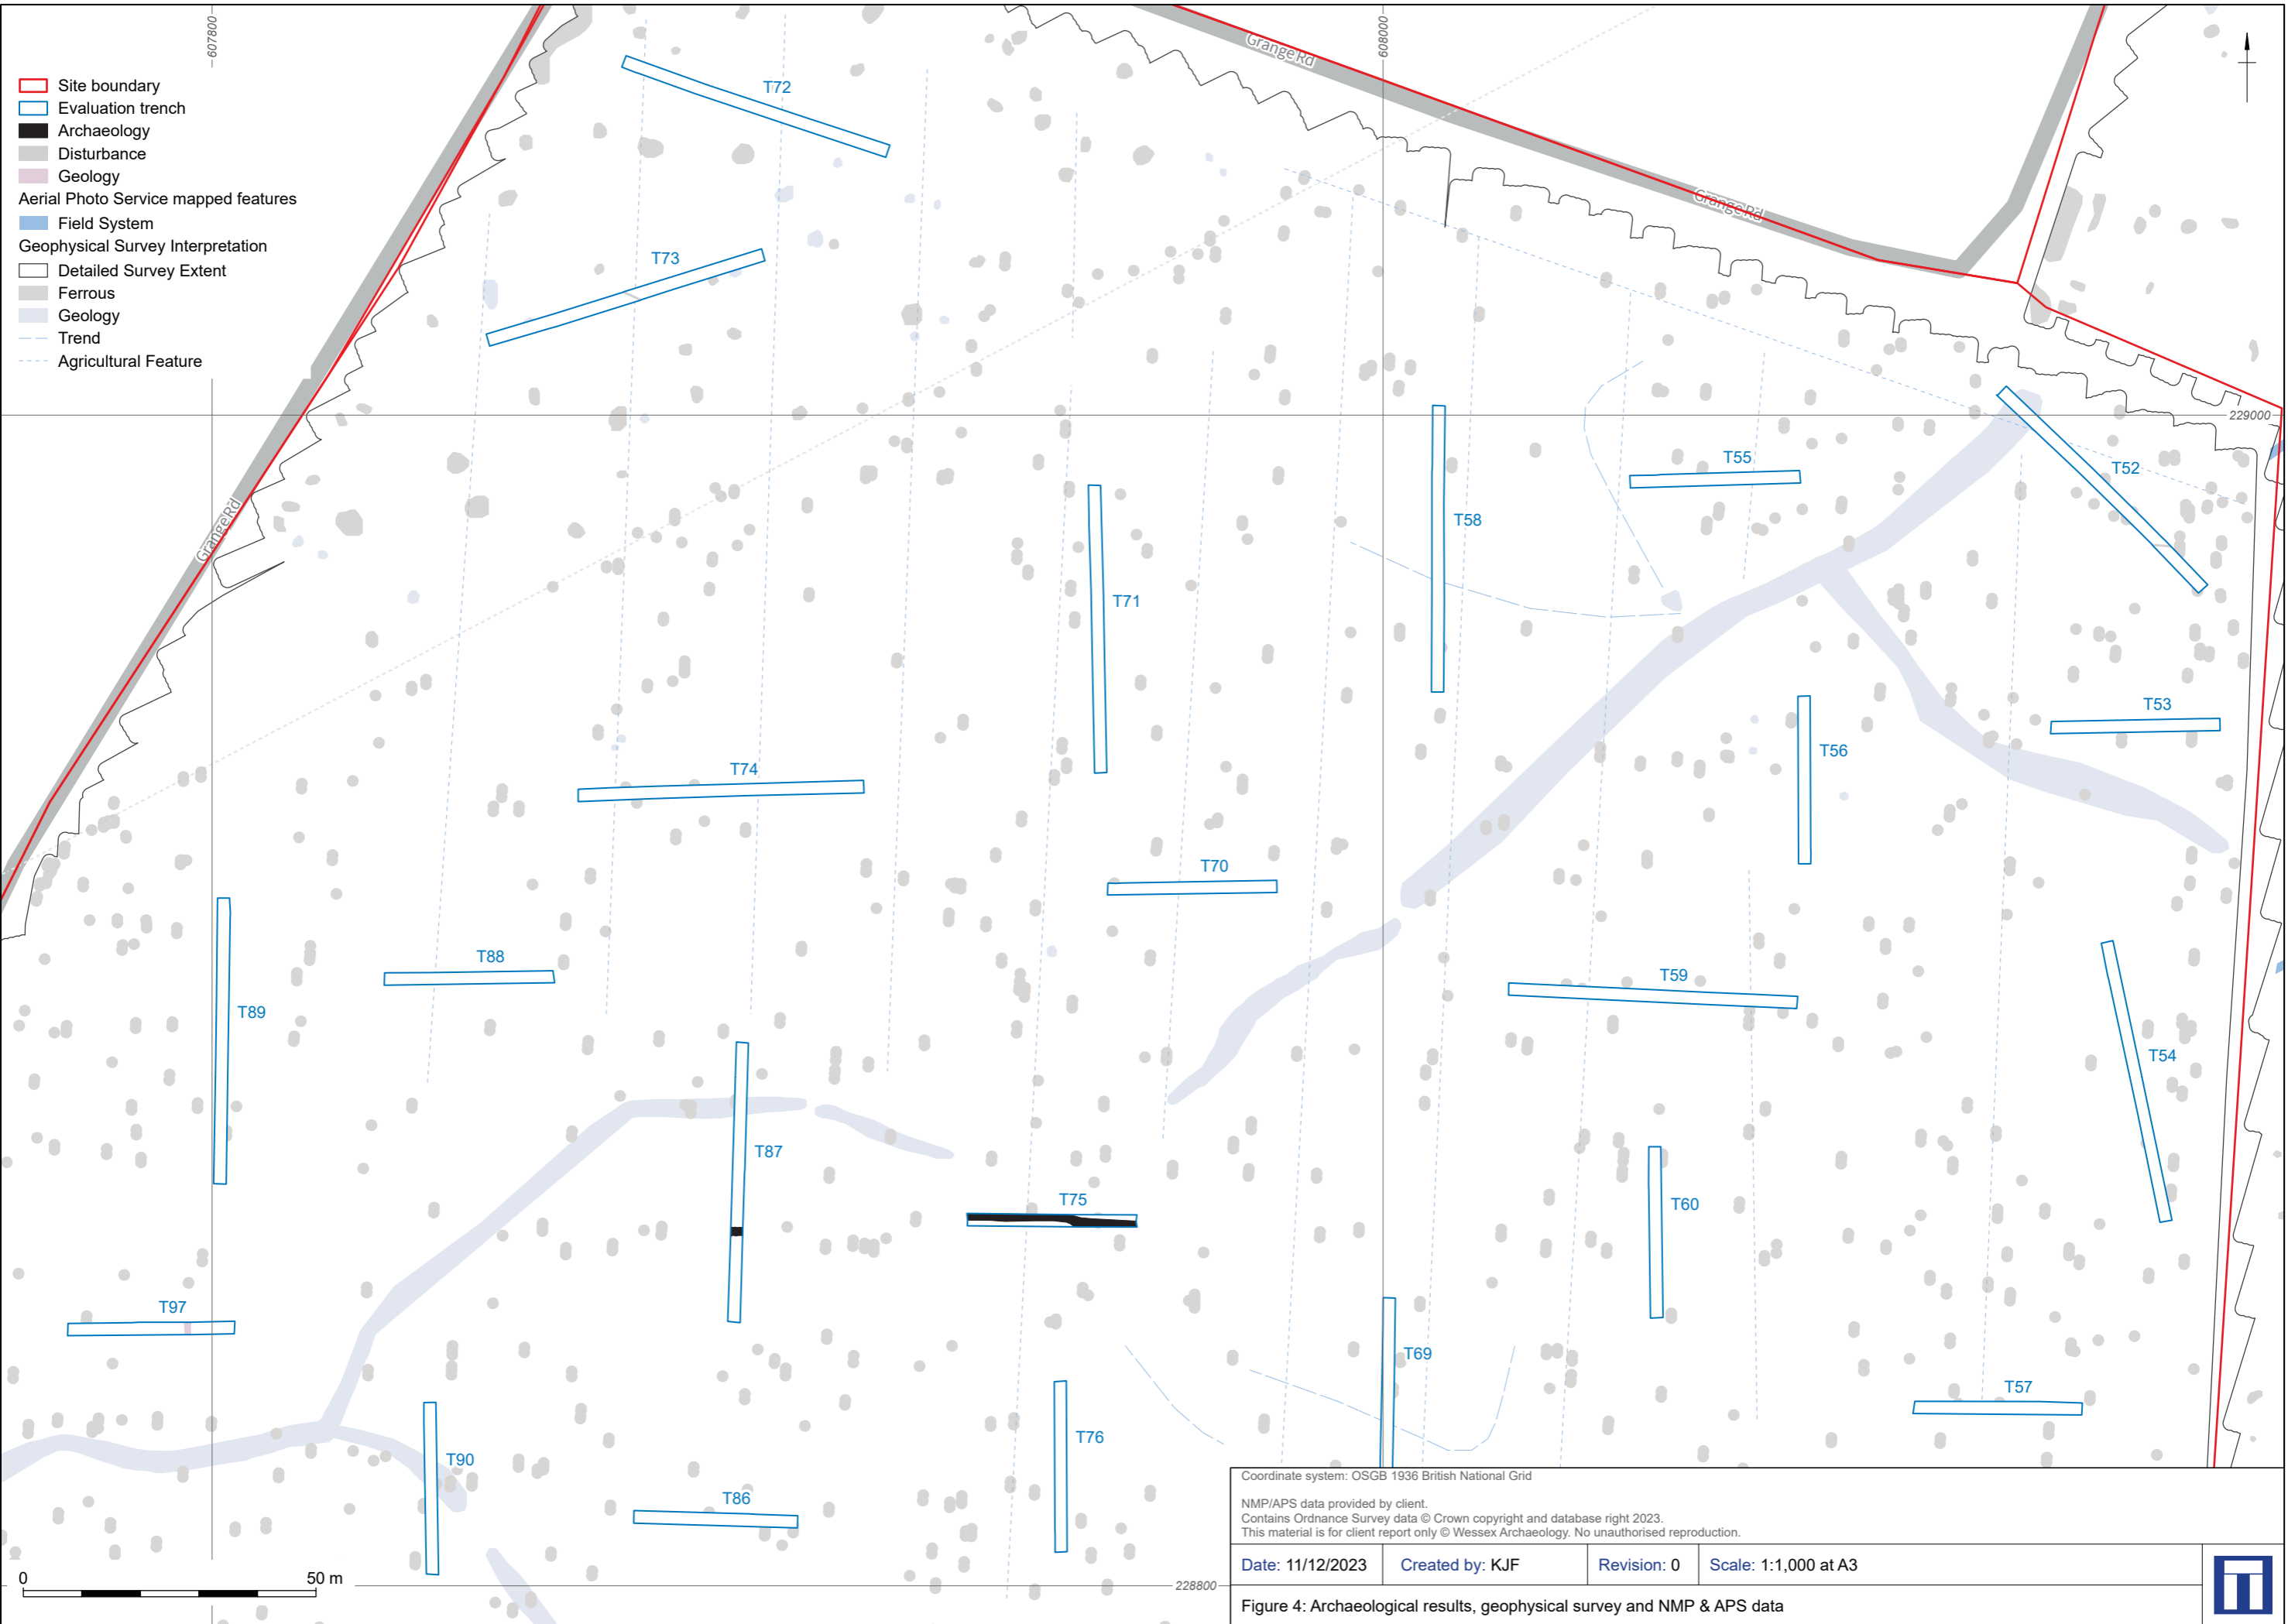 607800
608000
Grange Rd
Site boundary
Evaluation trench
Archaeology
Disturbance
Geology
Aerial Photo Service mapped features
Field System
Geophysical Survey Interpretation
Detailed Survey Extent
Ferrous
Geology
Trend
Agricultural Feature
T72
Grange Rd
T73
229000
T55
T52
T58
Grange Rd
T71
T53
T56
T74
T70
T88
T59
T89
T54
T87
T75
T60
T97
T69
T57
T76
T90
T86
0
50 m
228800
Coordinate system: OSGB 1936 British National Grid
NMP/APS data provided by client.
Contains Ordnance Survey data © Crown copyright and database right 2023.
This material is for client report only © Wessex Archaeology. No unauthorised reproduction.
Date: 11/12/2023
Created by: KJF
Revision: 0
Scale: 1:1,000 at A3
Figure 4: Archaeological results, geophysical survey and NMP & APS data